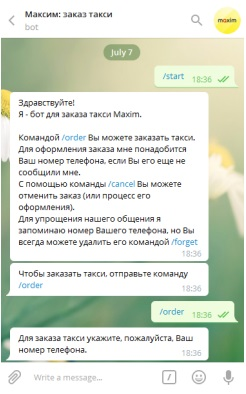 Максим: заказ такси
bot
maxim
July 7
/start 18:36
Здравствуйте!
Я - бот для заказа такси Maxim.
Командой /order Вы можете заказать такси.
Для оформления заказа мне понадобится
Ваш номер телефона, если Вы его еще не
сообщили мне.
С помощью команды /cancel Вы можете
отменить заказ (или процесс его
оформления).
Для упрощения нашего общения я
запоминаю номер Вашего телефона, но Вы
всегда можете удалить его командой /forget
18:36
Чтобы заказать такси, отправьте команду
/order 18:36
/order 18:36
Для заказа такси укажите, пожалуйста, Ваш
номер телефона. 18:36
Write a message...